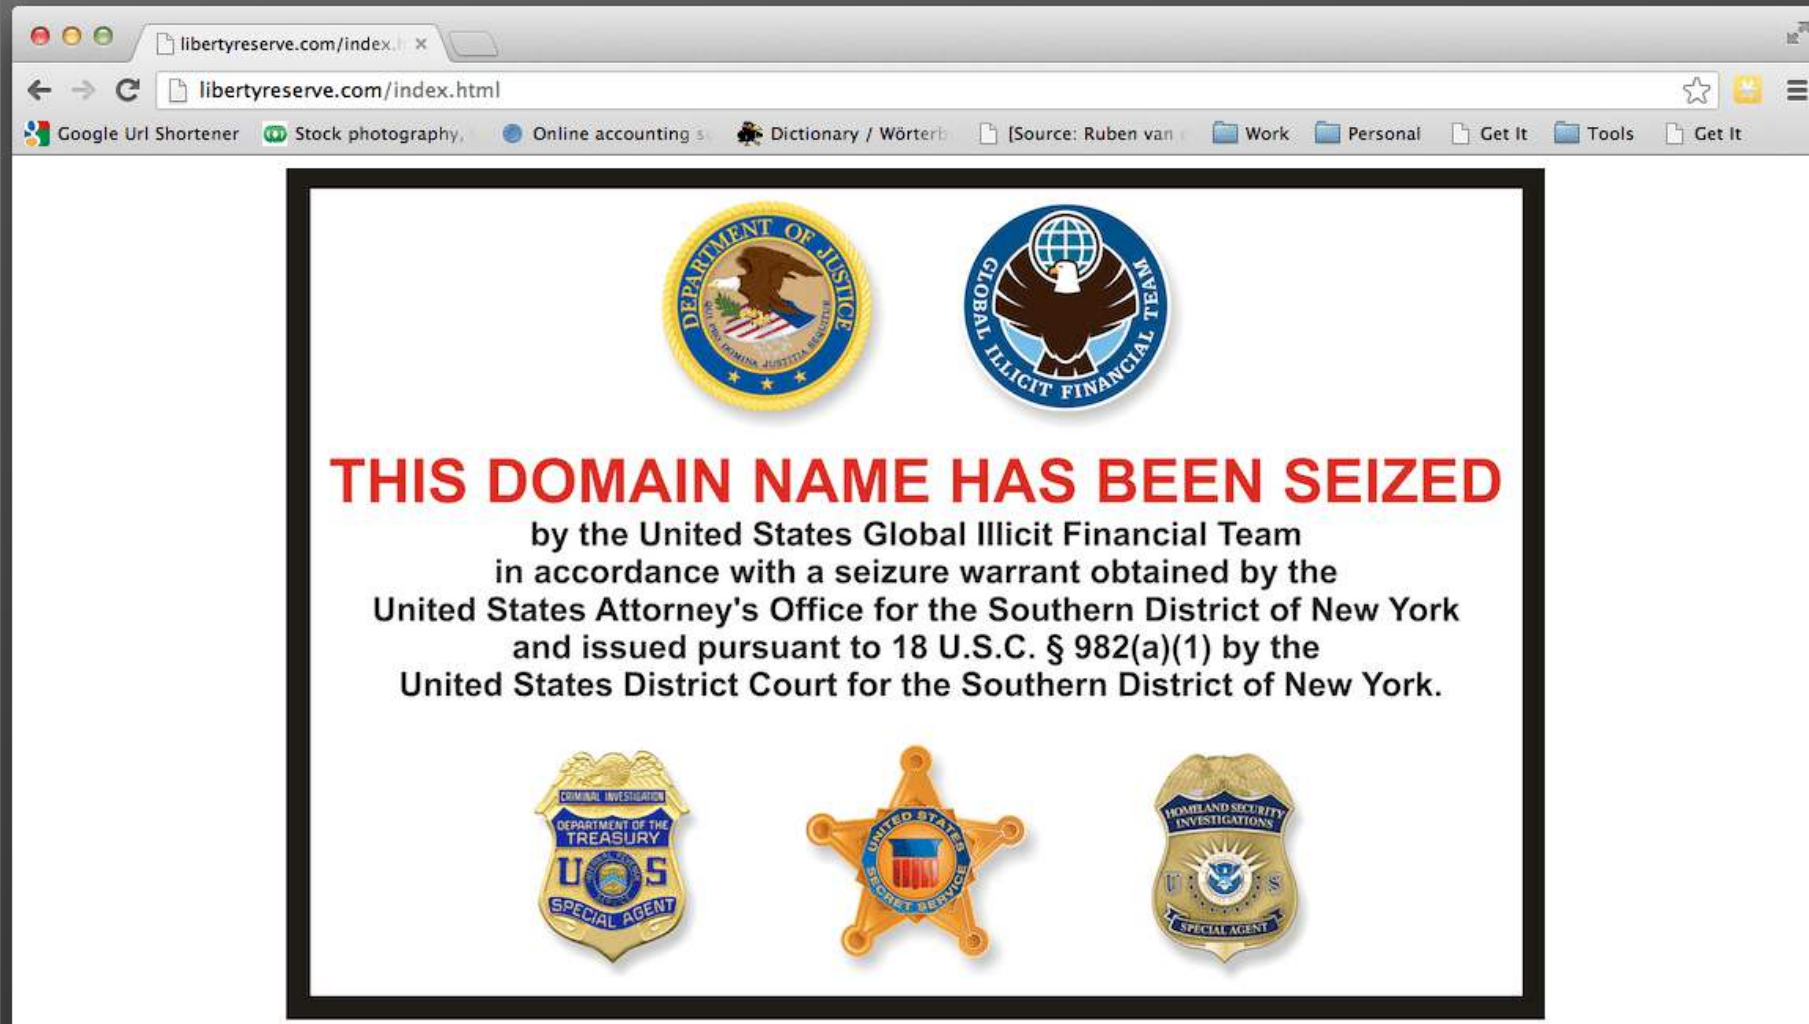 libertyreserve.com/index.
libertyreserve.com/index.html
Google Url Shortener Stock photography, Online accounting Dictionary / Wörterb [Source: Ruben van Work Personal Get It Tools Get It
DEPARTMENT OF JUSTICE
QUI PRO DOMINA JUSTITIA SEQUITUR
GLOBAL ILLICIT FINANCIAL TEAM
THIS DOMAIN NAME HAS BEEN SEIZED
by the United States Global Illicit Financial Team
in accordance with a seizure warrant obtained by the
United States Attorney's Office for the Southern District of New York
and issued pursuant to 18 U.S.C. § 982(a)(1) by the
United States District Court for the Southern District of New York.
CRIMINAL INVESTIGATION
DEPARTMENT OF THE
TREASURY
U S
SPECIAL AGENT
UNITED STATES
SECRET SERVICE
HOMELAND SECURITY
INVESTIGATIONS
U S
SPECIAL AGENT